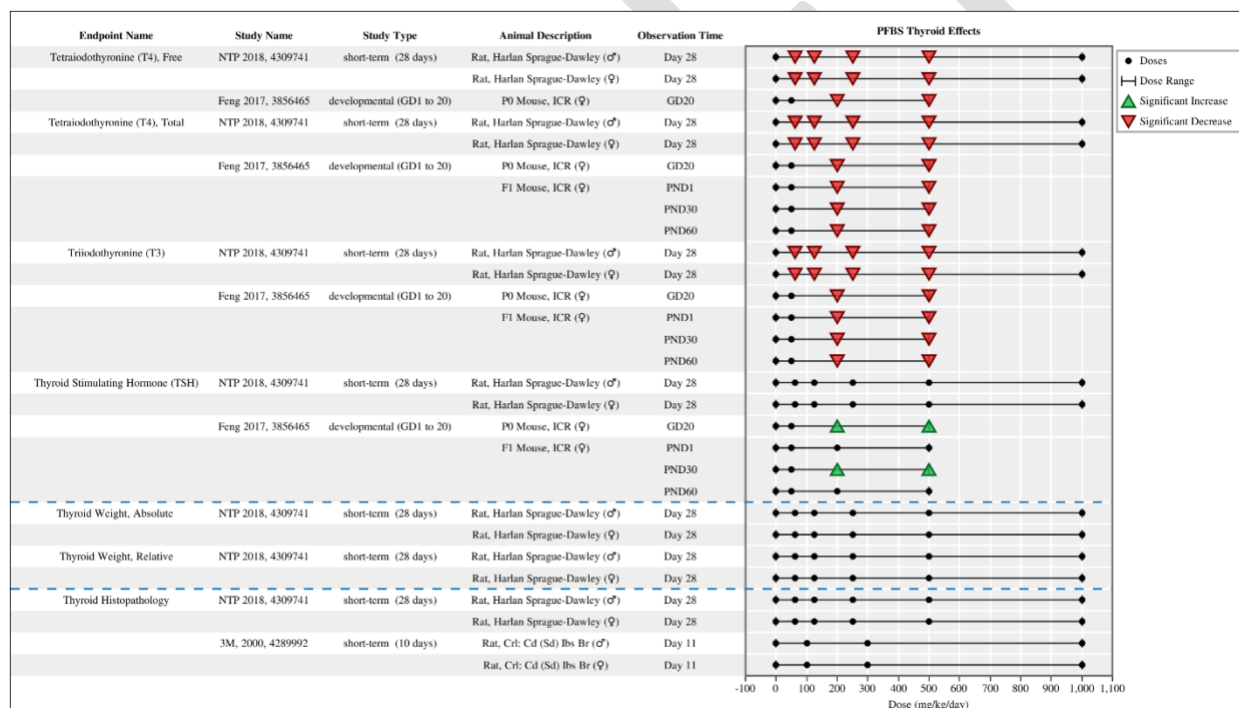 PFBS Thyroid Effects
Endpoint Name Study Name Study Type Animal Description Observation Time
Tetraiodothyronine (T4), Free NTP 2018, 4309741 short-term (28 days) Rat, Harlan Sprague-Dawley (♂) Day 28
Rat, Harlan Sprague-Dawley (♀) Day 28
Feng 2017, 3856465 developmental (GD1 to 20) P0 Mouse, ICR (♀) GD20
Tetraiodothyronine (T4), Total NTP 2018, 4309741 short-term (28 days) Rat, Harlan Sprague-Dawley (♂) Day 28
Rat, Harlan Sprague-Dawley (♀) Day 28
Feng 2017, 3856465 developmental (GD1 to 20) P0 Mouse, ICR (♀) GD20
F1 Mouse, ICR (♀) PND1
PND30
PND60
Triiodothyronine (T3) NTP 2018, 4309741 short-term (28 days) Rat, Harlan Sprague-Dawley (♂) Day 28
Rat, Harlan Sprague-Dawley (♀) Day 28
Feng 2017, 3856465 developmental (GD1 to 20) P0 Mouse, ICR (♀) GD20
F1 Mouse, ICR (♀) PND1
PND30
PND60
Thyroid Stimulating Hormone (TSH) NTP 2018, 4309741 short-term (28 days) Rat, Harlan Sprague-Dawley (♂) Day 28
Rat, Harlan Sprague-Dawley (♀) Day 28
Feng 2017, 3856465 developmental (GD1 to 20) P0 Mouse, ICR (♀) GD20
F1 Mouse, ICR (♀) PND1
PND30
PND60
Thyroid Weight, Absolute NTP 2018, 4309741 short-term (28 days) Rat, Harlan Sprague-Dawley (♂) Day 28
Rat, Harlan Sprague-Dawley (♀) Day 28
Thyroid Weight, Relative NTP 2018, 4309741 short-term (28 days) Rat, Harlan Sprague-Dawley (♂) Day 28
Rat, Harlan Sprague-Dawley (♀) Day 28
Thyroid Histopathology NTP 2018, 4309741 short-term (28 days) Rat, Harlan Sprague-Dawley (♂) Day 28
Rat, Harlan Sprague-Dawley (♀) Day 28
3M, 2000, 4289992 short-term (10 days) Rat, Crl: Cd (Sd) Ibs Br (♂) Day 11
Rat, Crl: Cd (Sd) Ibs Br (♀) Day 11
Doses
Dose Range
Significant Increase
Significant Decrease
-100 0 100 200 300 400 500 600 700 800 900 1,000 1,100
Dose (mg/kg/day)